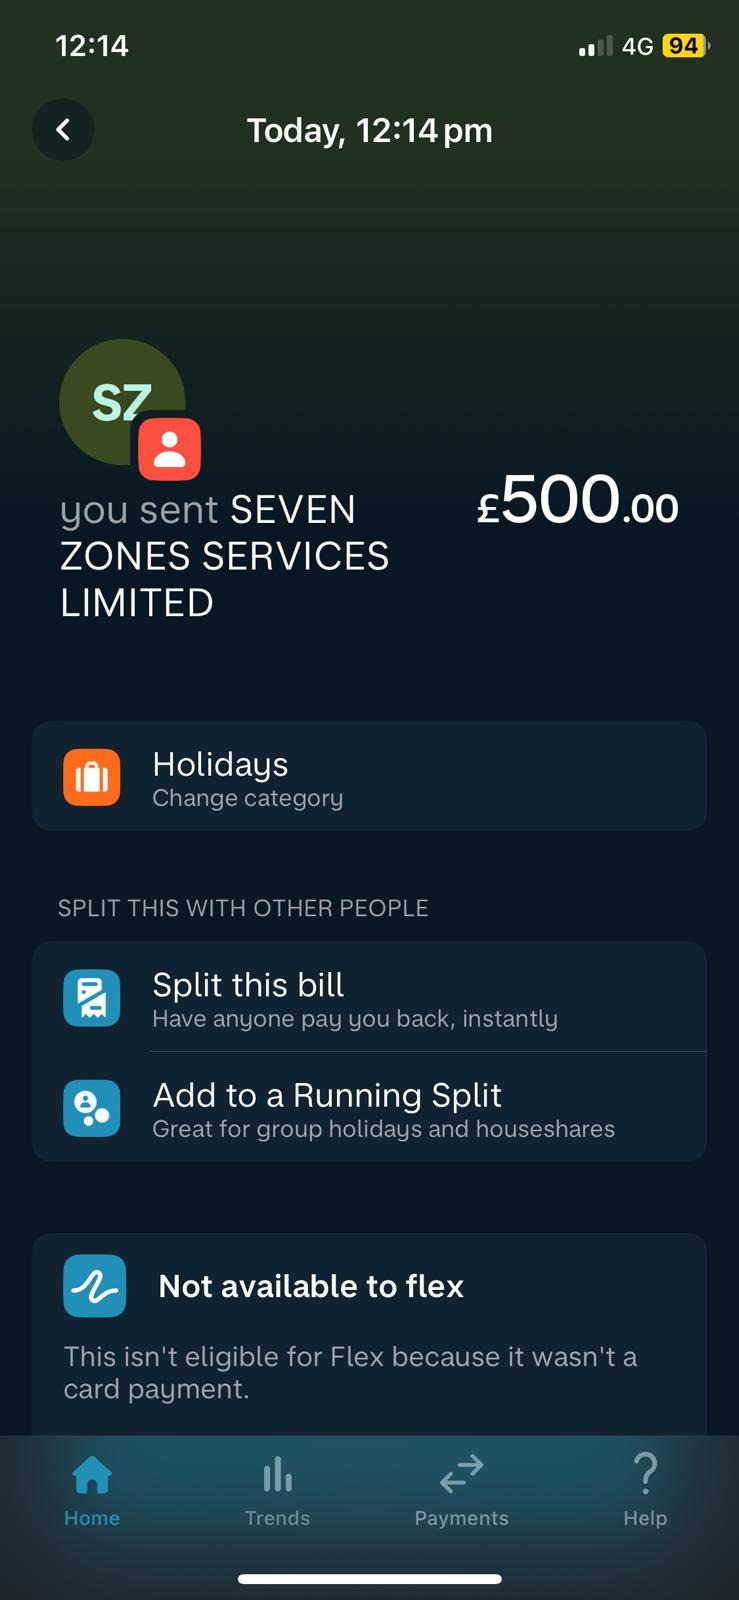 12:14
4G 94
Today, 12:14 pm
SZ
you sent SEVEN
ZONES SERVICES
LIMITED
£500.00
Holidays
Change category
SPLIT THIS WITH OTHER PEOPLE
Split this bill
Have anyone pay you back, instantly
Add to a Running Split
Great for group holidays and houseshares
Not available to flex
This isn't eligible for Flex because it wasn't a
card payment.
Home Trends Payments Help